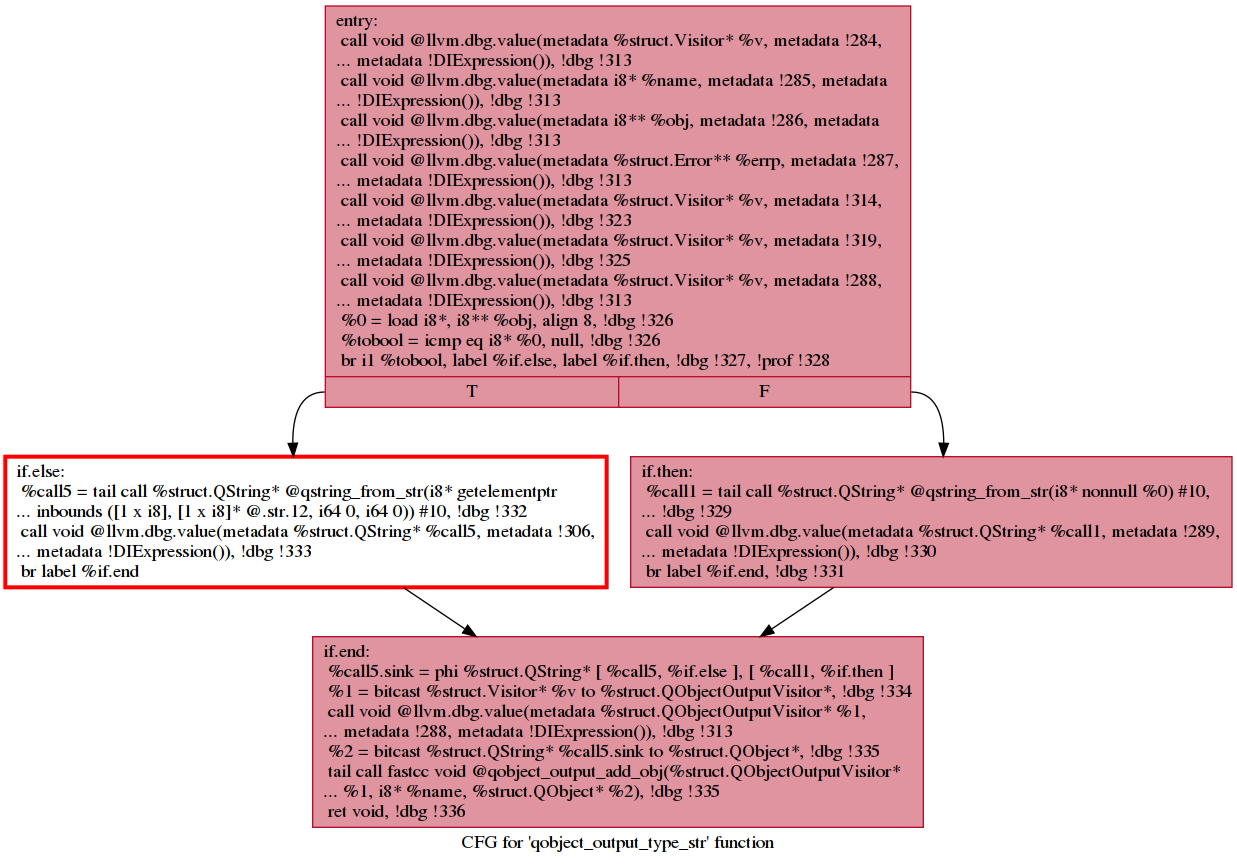 entry:
call void @llvm.dbg.value(metadata %struct.Visitor* %v, metadata !284,
... metadata !DIExpression()), !dbg !313
call void @llvm.dbg.value(metadata i8* %name, metadata !285, metadata
... !DIExpression()), !dbg !313
call void @llvm.dbg.value(metadata i8** %obj, metadata !286, metadata
... !DIExpression()), !dbg !313
call void @llvm.dbg.value(metadata %struct.Error** %errp, metadata !287,
... metadata !DIExpression()), !dbg !313
call void @llvm.dbg.value(metadata %struct.Visitor* %v, metadata !314,
... metadata !DIExpression()), !dbg !323
call void @llvm.dbg.value(metadata %struct.Visitor* %v, metadata !319,
... metadata !DIExpression()), !dbg !325
call void @llvm.dbg.value(metadata %struct.Visitor* %v, metadata !288,
... metadata !DIExpression()), !dbg !313
%0 = load i8*, i8** %obj, align 8, !dbg !326
%tobool = icmp eq i8* %0, null, !dbg !326
br i1 %tobool, label %if.else, label %if.then, !dbg !327, !prof !328
T
F
if.else:
%call5 = tail call %struct.QString* @qstring_from_str(i8* getelementptr
... inbounds ([1 x i8], [1 x i8]* @.str.12, i64 0, i64 0)) #10, !dbg !332
call void @llvm.dbg.value(metadata %struct.QString* %call5, metadata !306,
... metadata !DIExpression()), !dbg !333
br label %if.end
if.then:
%call1 = tail call %struct.QString* @qstring_from_str(i8* nonnull %0) #10,
... !dbg !329
call void @llvm.dbg.value(metadata %struct.QString* %call1, metadata !289,
... metadata !DIExpression()), !dbg !330
br label %if.end, !dbg !331
if.end:
%call5.sink = phi %struct.QString* [ %call5, %if.else ], [ %call1, %if.then ]
%1 = bitcast %struct.Visitor* %v to %struct.QObjectOutputVisitor*, !dbg !334
call void @llvm.dbg.value(metadata %struct.QObjectOutputVisitor* %1,
... metadata !288, metadata !DIExpression()), !dbg !313
%2 = bitcast %struct.QString* %call5.sink to %struct.QObject*, !dbg !335
tail call fastcc void @qobject_output_add_obj(%struct.QObjectOutputVisitor*
... %1, i8* %name, %struct.QObject* %2), !dbg !335
ret void, !dbg !336
CFG for 'qobject_output_type_str' function